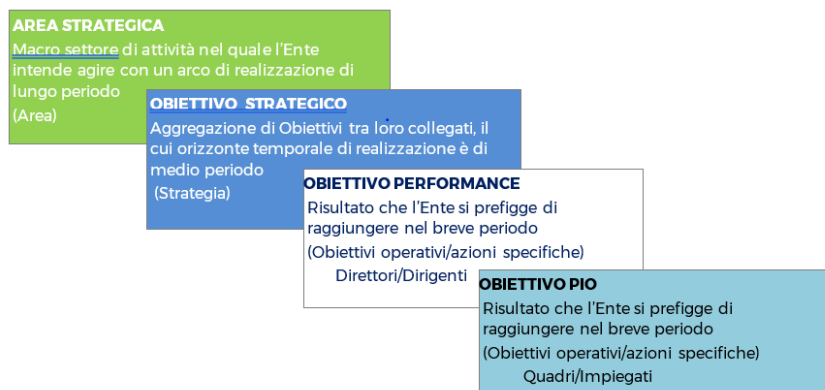 AREA STRATEGICA
Macro settore di attività nel quale l'Ente
intende agire con un arco di realizzazione di
lungo periodo
(Area)
OBIETTIVO STRATEGICO
Aggregazione di Obiettivi tra loro collegati, il
cui orizzonte temporale di realizzazione è di
medio periodo
(Strategia)
OBIETTIVO PERFORMANCE
Risultato che l'Ente si prefigge di
raggiungere nel breve periodo
(Obiettivi operativi/azioni specifiche)
Direttori/Dirigenti
OBIETTIVO PIO
Risultato che l'Ente si prefigge di
raggiungere nel breve periodo
(Obiettivi operativi/azioni specifiche)
Quadri/Impiegati